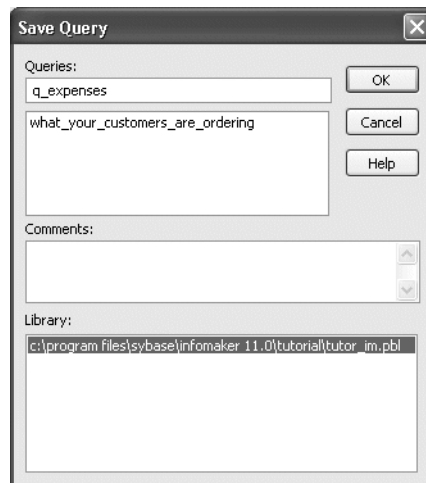 Save Query
Queries:
q_expenses
OK
what_your_customers_are_ordering
Cancel
Help
Comments:
Library:
c:\program files\sybase\infomaker 11.0\tutorial\tutor_im.pbl